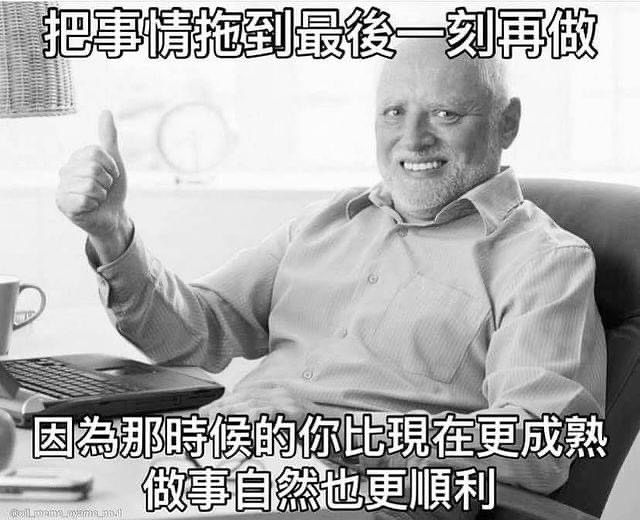 把事情拖到最後一刻再做
因為那時候的你比現在更成熟
做事自然也更順利